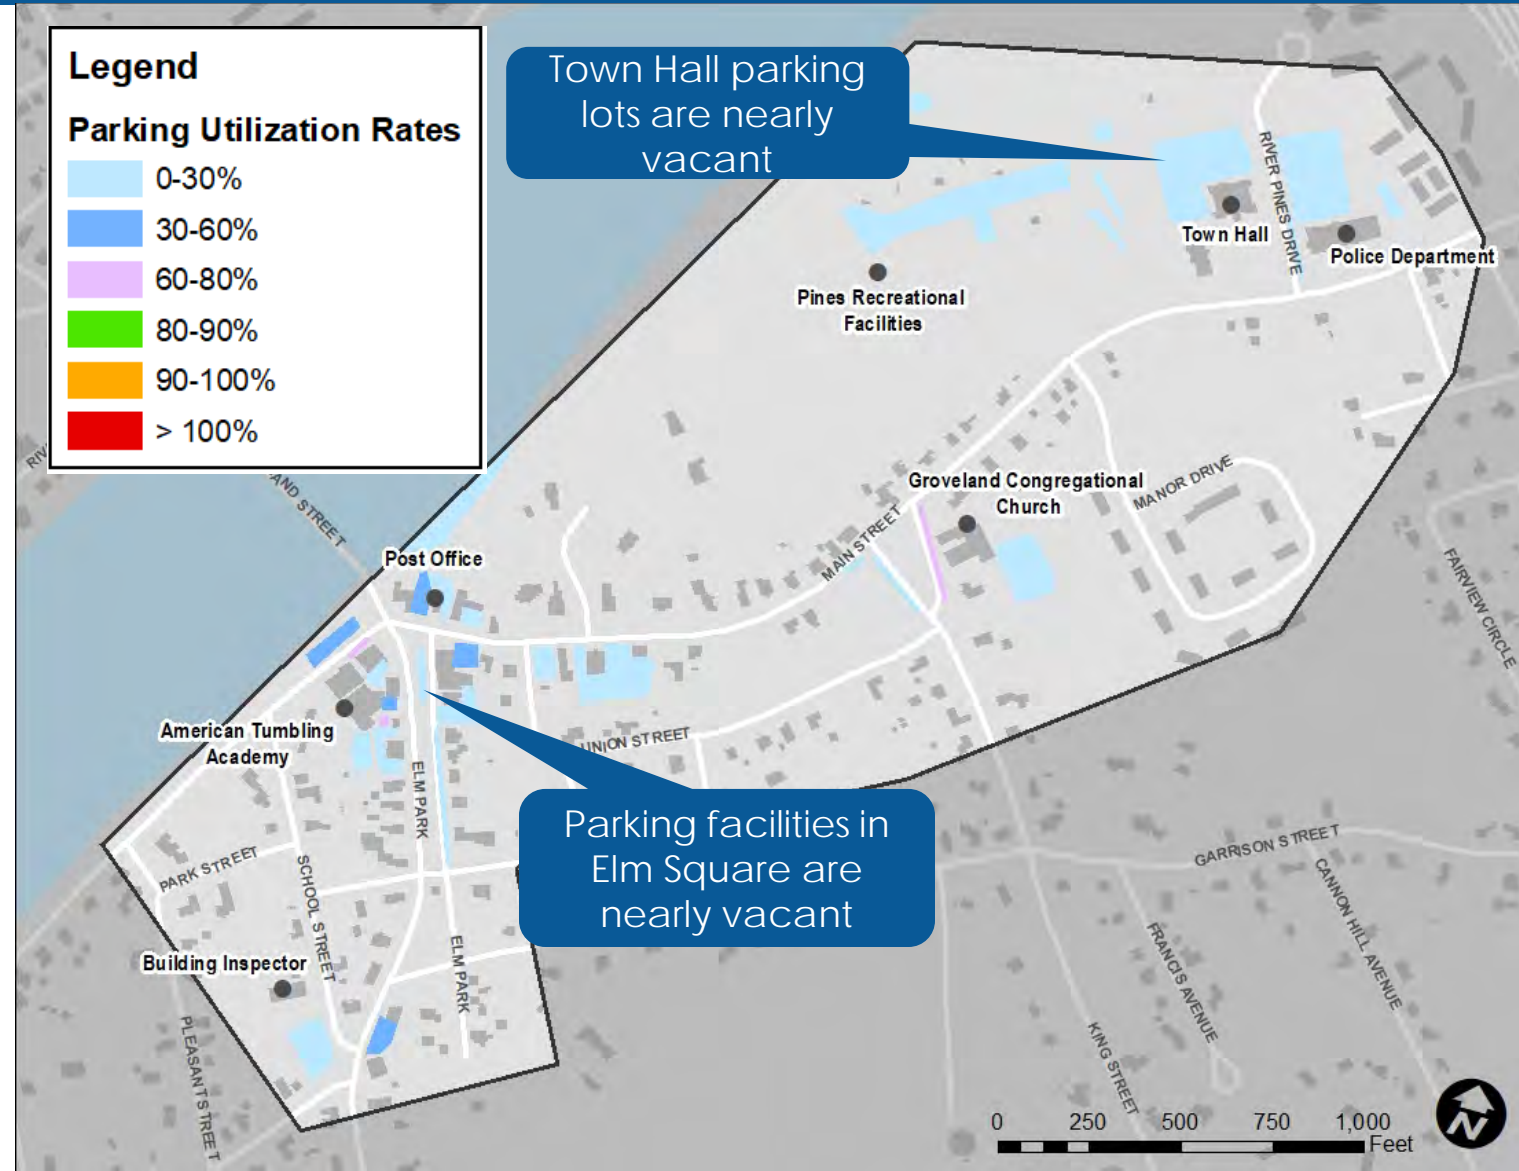 Legend
Parking Utilization Rates
0-30%
30-60%
60-80%
80-90%
90-100%
> 100%
Town Hall parking
lots are nearly
vacant
RIVER PINES DRIVE
Town Hall
Police Department
Pines Recreational
Facilities
Groveland Congregational
Church
MANOR DRIVE
MAIN STREET
FAIRVIEW CIRCLE
RIV
AND STREET
Post Office
American Tumbling
Academy
UNION STREET
ELM PARK
Parking facilities in
Elm Square are
nearly vacant
PARK STREET
SCHOOL STREET
GARRISON STREET
CANNON HILL AVENUE
FRANCIS AVENUE
KING STREET
ELM PARK
Building Inspector
PLEASANT STREET
0 250 500 750 1,000
Feet
N